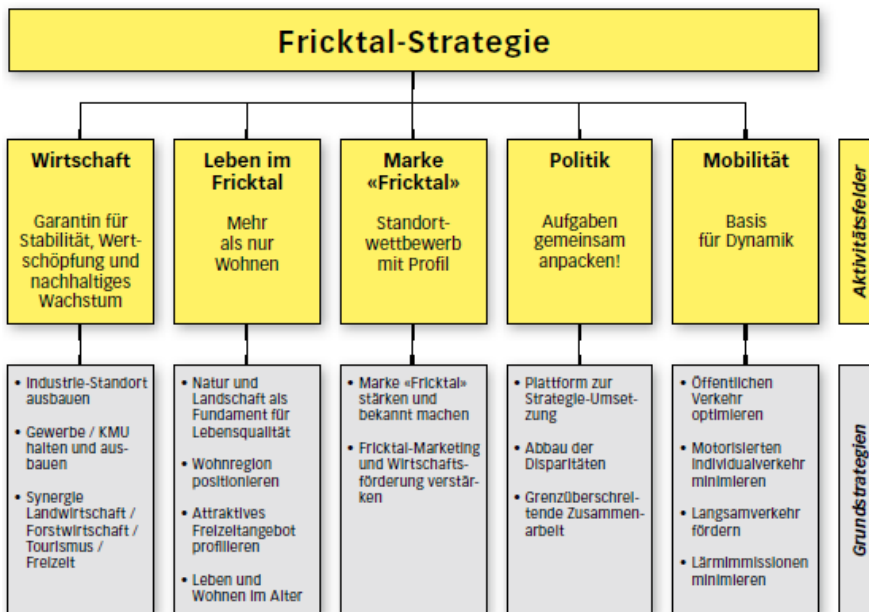 Fricktal-Strategie
Wirtschaft
Garantin für
Stabilität, Wert-
schöpfung und
nachhaltiges
Wachstum
Leben im
Fricktal
Mehr
als nur
Wohnen
Marke
«Fricktal»
Standort-
wettbewerb
mit Profil
Politik
Aufgaben
gemeinsam
anpacken!
Mobilität
Basis
für Dynamik
Aktivitätsfelder
• Industrie-Standort
ausbauen
• Gewerbe / KMU
halten und aus-
bauen
• Synergie
Landwirtschaft /
Forstwirtschaft /
Tourismus /
Freizeit
• Natur und
Landschaft als
Fundament für
Lebensqualität
• Wohnregion
positionieren
• Attraktives
Freizeitangebot
profilieren
• Leben und
Wohnen im Alter
• Marke «Fricktal»
stärken und
bekannt machen
• Fricktal-Marketing
und Wirtschafts-
förderung verstär-
ken
• Plattform zur
Strategie-Umset-
zung
• Abbau der
Disparitäten
• Grenzüberschrei-
tende Zusammen-
arbeit
• Öffentlichen
Verkehr
optimieren
• Motorisierten
Individualverkehr
minimieren
• Langsamverkehr
fördern
• Lärmimmissionen
minimieren
Grundstrategien